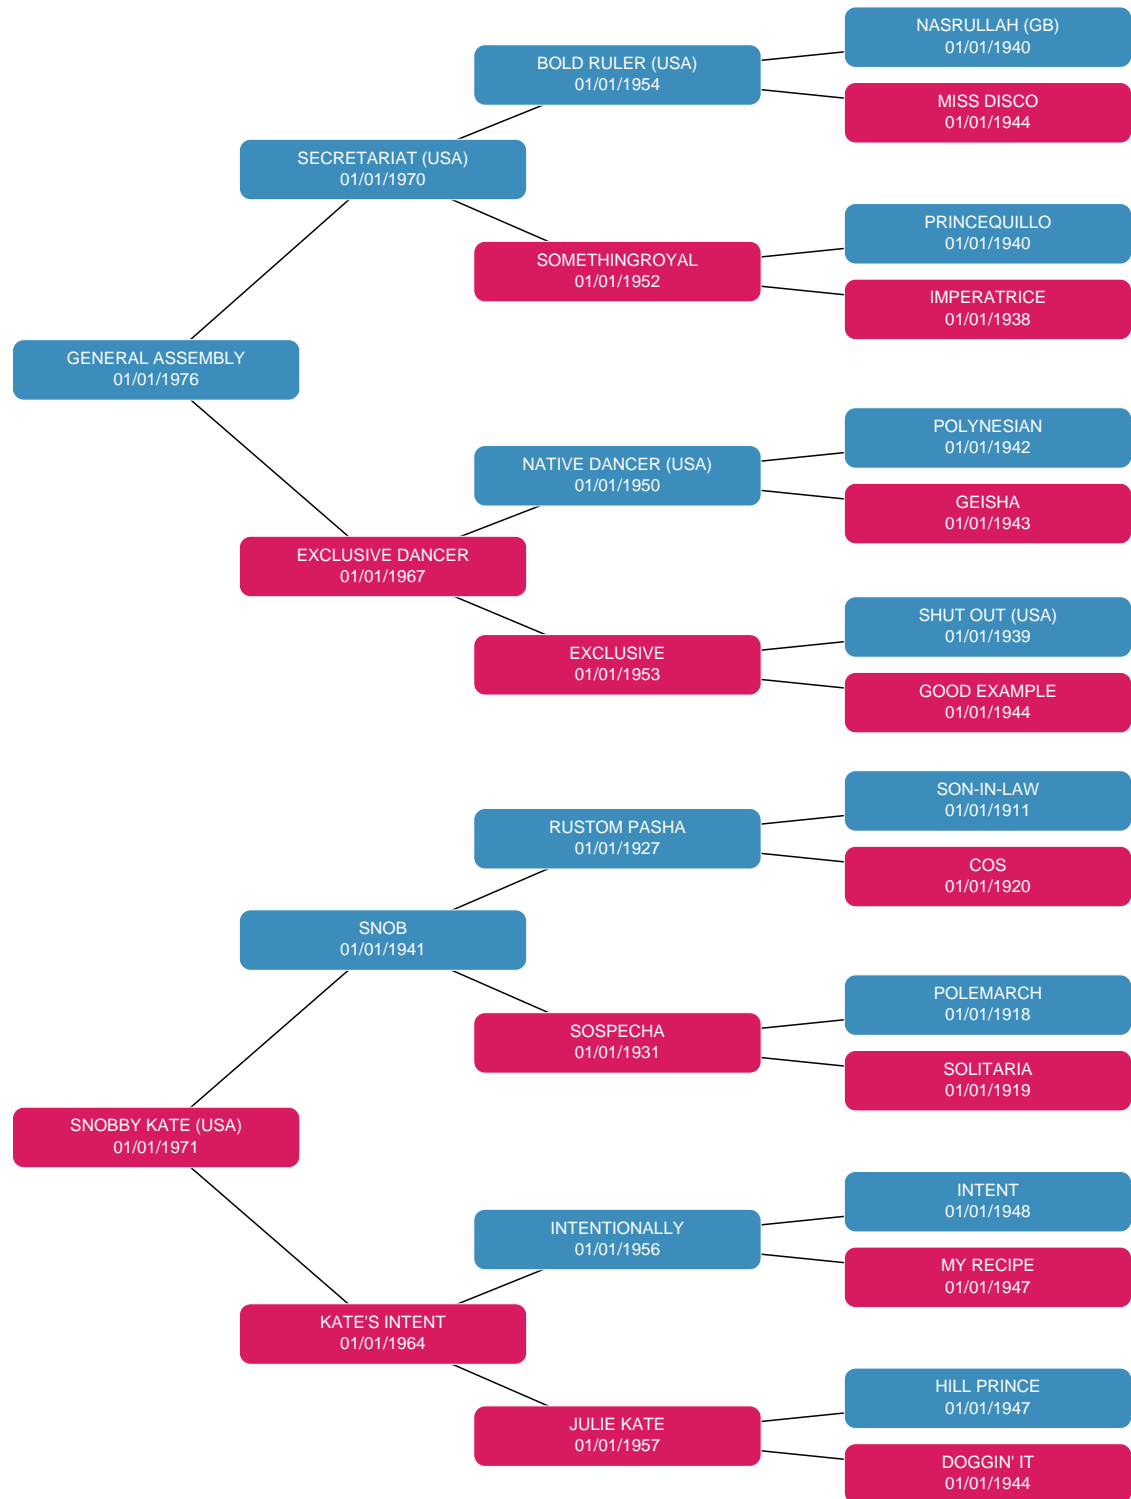 NASRULLAH (GB)
01/01/1940
BOLD RULER (USA)
01/01/1954
MISS DISCO
01/01/1944
SECRETARIAT (USA)
01/01/1970
PRINCEQUILLO
01/01/1940
SOMETHINGROYAL
01/01/1952
IMPERATRICE
01/01/1938
GENERAL ASSEMBLY
01/01/1976
POLYNESIAN
01/01/1942
NATIVE DANCER (USA)
01/01/1950
GEISHA
01/01/1943
EXCLUSIVE DANCER
01/01/1967
SHUT OUT (USA)
01/01/1939
EXCLUSIVE
01/01/1953
GOOD EXAMPLE
01/01/1944
SON-IN-LAW
01/01/1911
RUSTOM PASHA
01/01/1927
COS
01/01/1920
SNOB
01/01/1941
POLEMARCH
01/01/1918
SOSPECHA
01/01/1931
SOLITARIA
01/01/1919
SNOBBY KATE (USA)
01/01/1971
INTENT
01/01/1948
INTENTIONALLY
01/01/1956
MY RECIPE
01/01/1947
KATE'S INTENT
01/01/1964
HILL PRINCE
01/01/1947
JULIE KATE
01/01/1957
DOGGIN' IT
01/01/1944